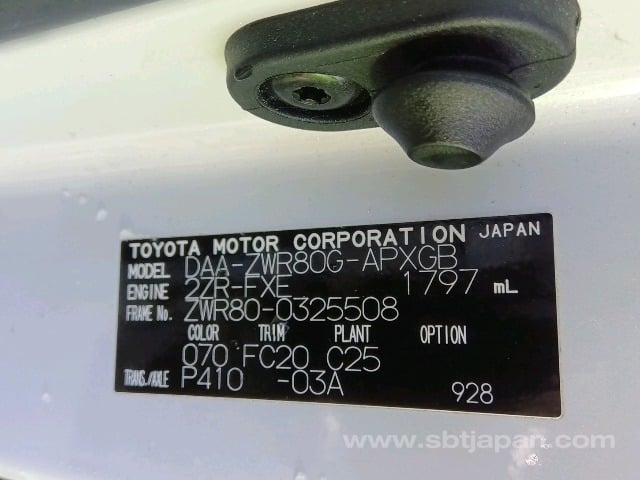 TOYOTA MOTOR CORPORATION JAPAN
MODEL DAA-ZWR80G-APXGB
ENGINE 2ZR-FXE 1797 mL
FRAME No. ZWR80-0325508
COLOR TRIM PLANT OPTION
070 FC20 C25
TRANS./AXLE P410 -03A 928
www.sbtjapan.com